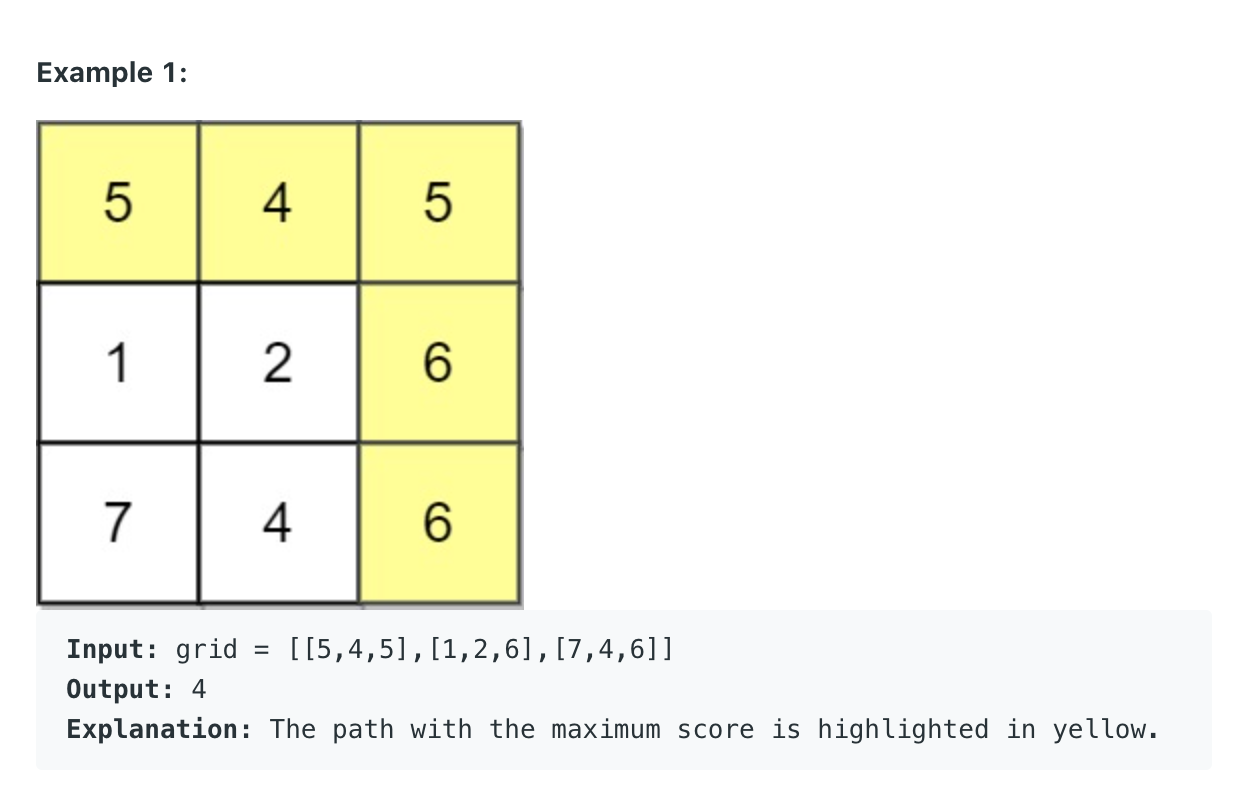 Example 1:
5 4 5
1 2 6
7 4 6
Input: grid = [[5,4,5],[1,2,6],[7,4,6]]
Output: 4
Explanation: The path with the maximum score is highlighted in yellow.